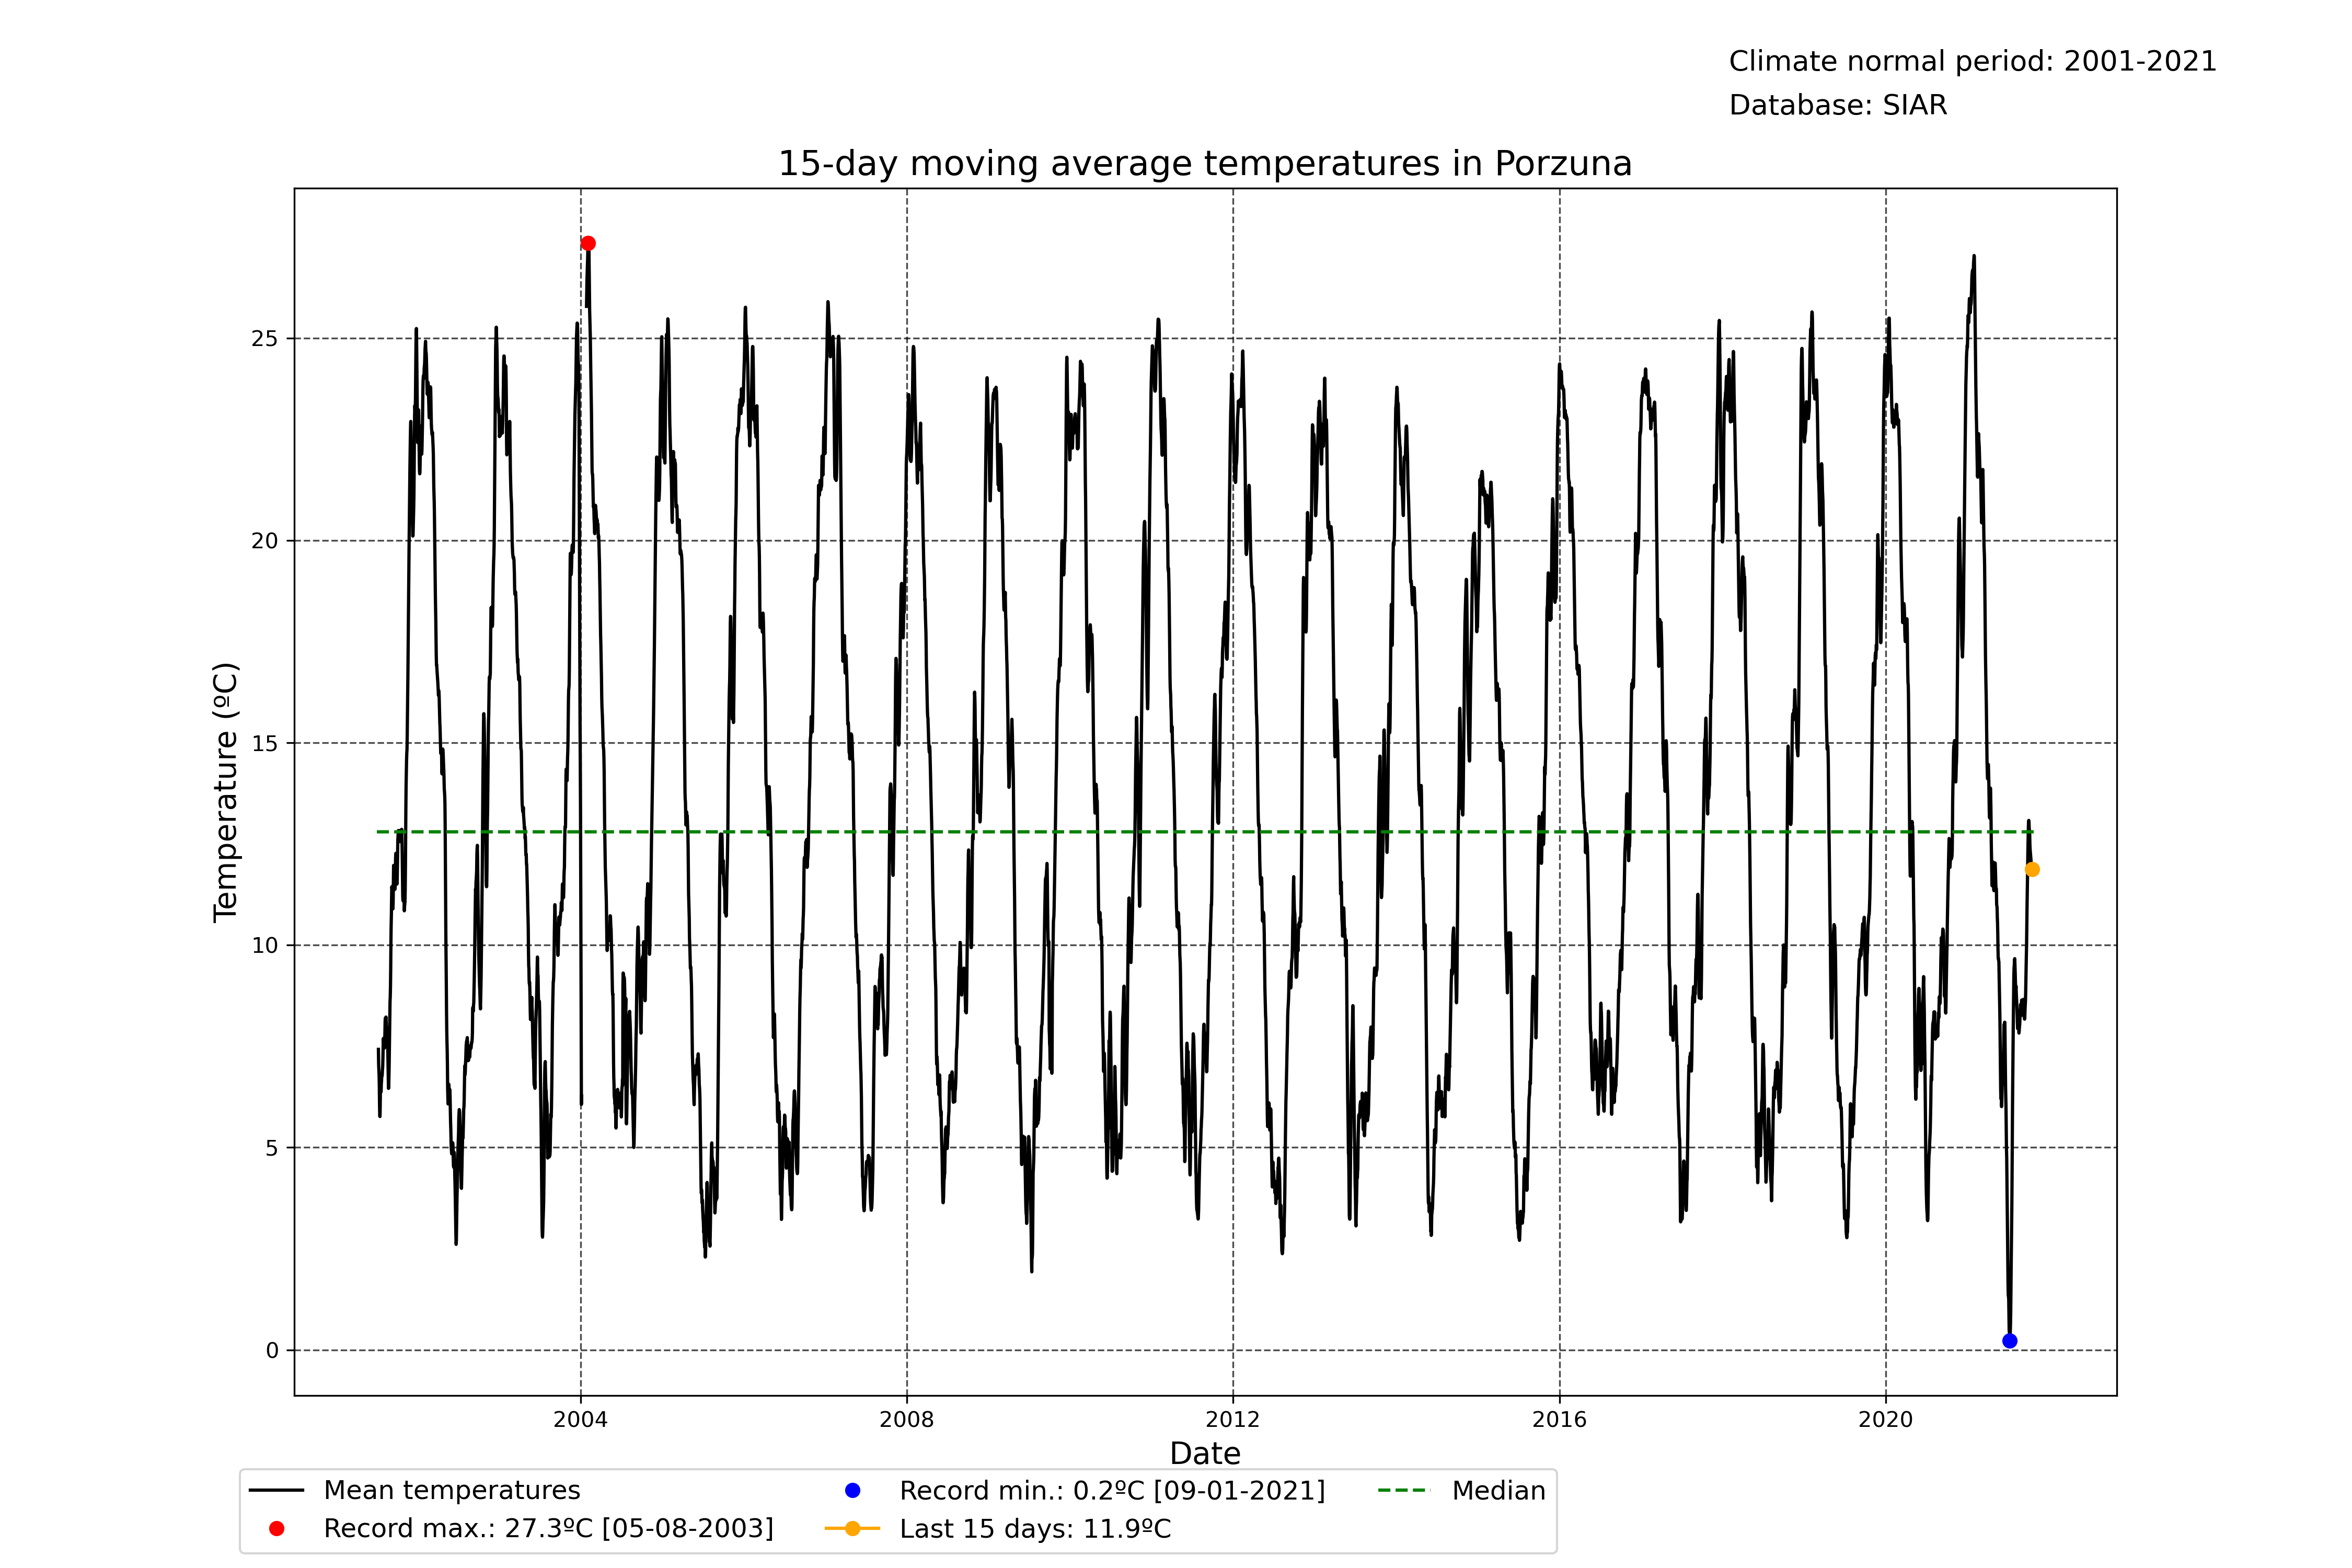 Climate normal period: 2001-2021
Database: SIAR
15-day moving average temperatures in Porzuna
Temperature (ºC)
25
20
15
10
5
0
2004 2008 2012 2016 2020
Date
Mean temperatures
Record max.: 27.3ºC [05-08-2003]
Record min.: 0.2ºC [09-01-2021]
Last 15 days: 11.9ºC
Median